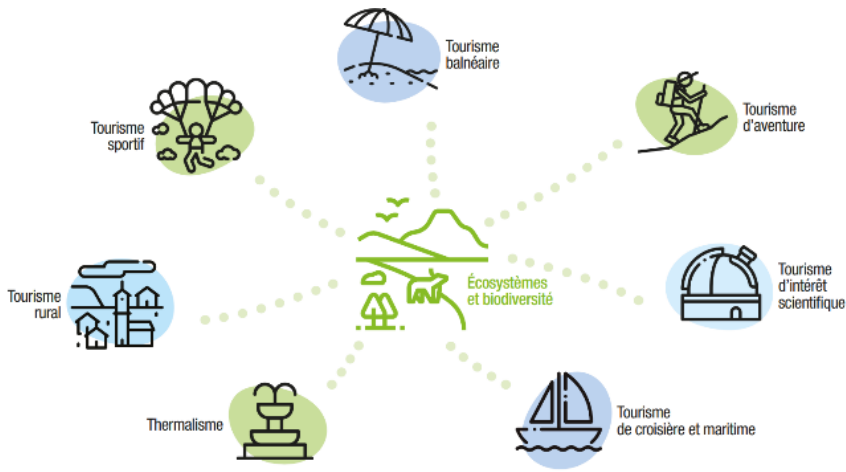 Tourisme
balnéaire
Tourisme
sportif
Tourisme
d'aventure
Écosystèmes
et biodiversité
Tourisme
d'intérêt
scientifique
Tourisme
rural
Thermalisme
Tourisme
de croisière et maritime